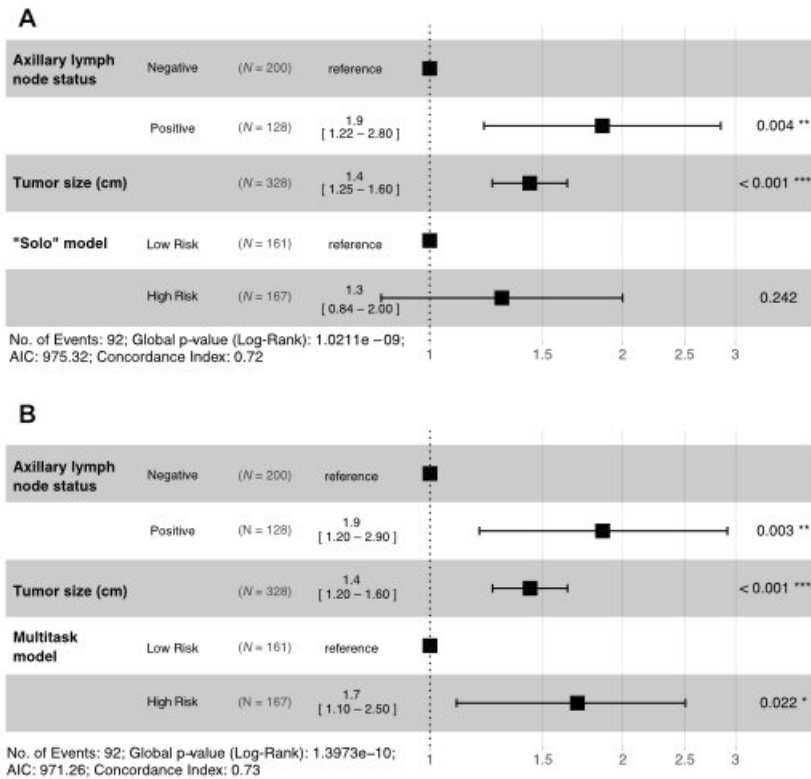 A
Axillary lymph Negative (N = 200) reference
node status
Positive (N = 128) 1.9 0.004 **
[ 1.22 – 2.80 ]
Tumor size (cm) (N = 328) 1.4 < 0.001 ***
[ 1.25 – 1.60 ]
"Solo" model Low Risk (N = 161) reference
High Risk (N = 167) 1.3 0.242
[ 0.84 – 2.00 ]
No. of Events: 92; Global p-value (Log-Rank): 1.0211e -09;
AIC: 975.32; Concordance Index: 0.72
1 1.5 2 2.5 3
B
Axillary lymph Negative (N = 200) reference
node status
Positive (N = 128) 1.9 0.003 **
[ 1.20 – 2.90 ]
Tumor size (cm) (N = 328) 1.4 < 0.001 ***
[ 1.20 – 1.60 ]
Multitask Low Risk (N = 161) reference
model
High Risk (N = 167) 1.7 0.022 *
[ 1.10 – 2.50 ]
No. of Events: 92; Global p-value (Log-Rank): 1.3973e-10;
AIC: 971.26; Concordance Index: 0.73
1 1.5 2 2.5 3